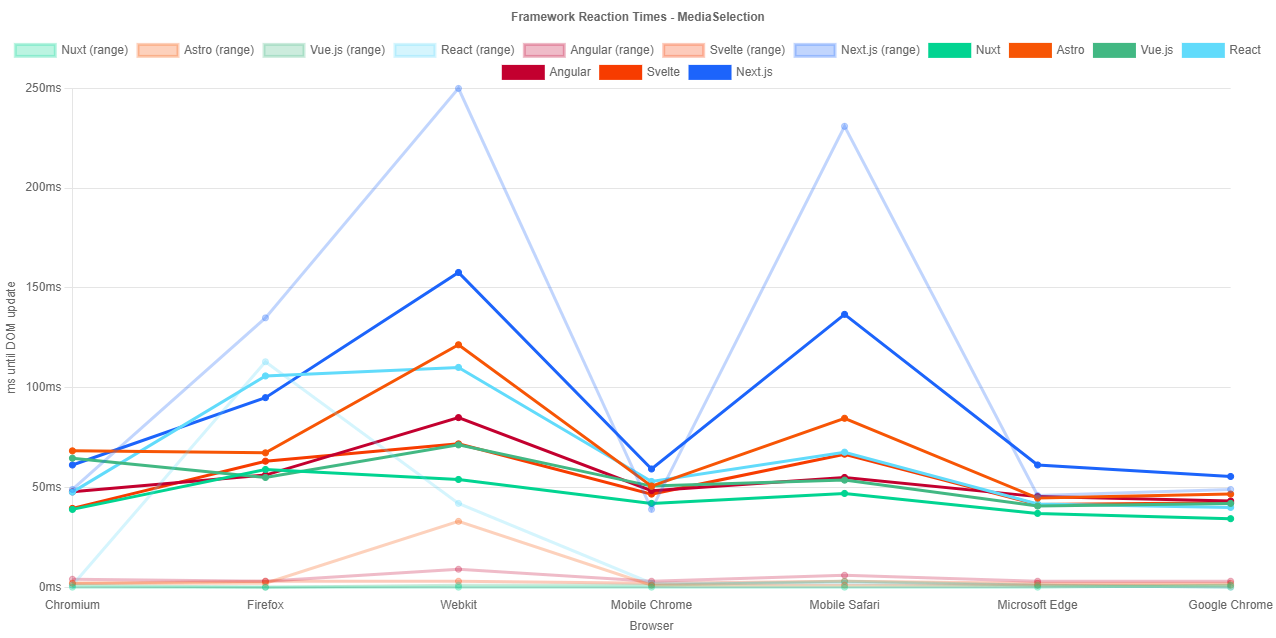 Framework Reaction Times - MediaSelection
Nuxt (range) Astro (range) Vue.js (range) React (range) Angular (range) Svelte (range) Next.js (range) Nuxt Astro Vue.js React
Angular Svelte Next.js
250ms
200ms
150ms
100ms
50ms
0ms
ms until DOM update
Chromium Firefox Webkit Mobile Chrome Mobile Safari Microsoft Edge Google Chrome
Browser